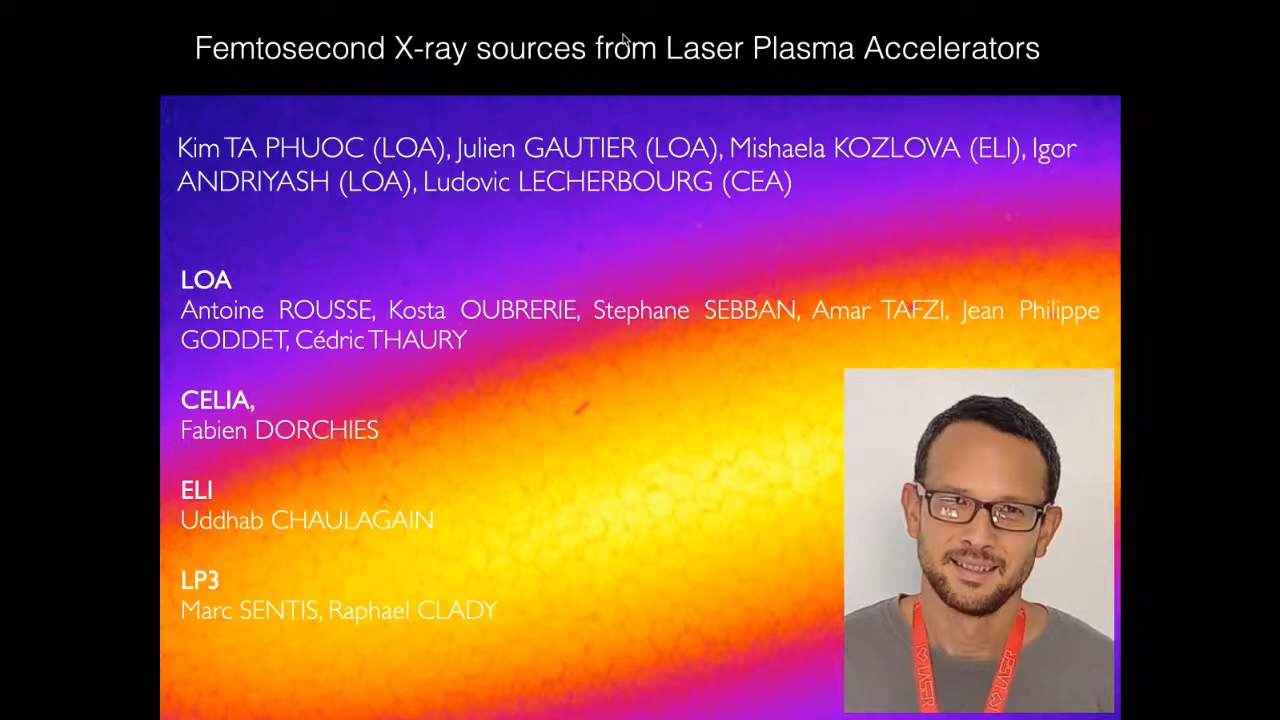 Femtosecond X-ray sources from Laser Plasma Accelerators
Kim TA PHUOC (LOA), Julien GAUTIER (LOA), Mishaela KOZLOVA (ELI), Igor
ANDRIYASH (LOA), Ludovic LECHERBOURG (CEA)
LOA
Antoine ROUSSE, Kosta OUBRERIE, Stephane SEBBAN, Amar TAFZI, Jean Philippe
GODDET, Cédric THAURY
CELIA,
Fabien DORCHIES
ELI
Uddhab CHAULAGAIN
LP3
Marc SENTIS, Raphael CLADY
I ♥ LASER
I ♥ LASER